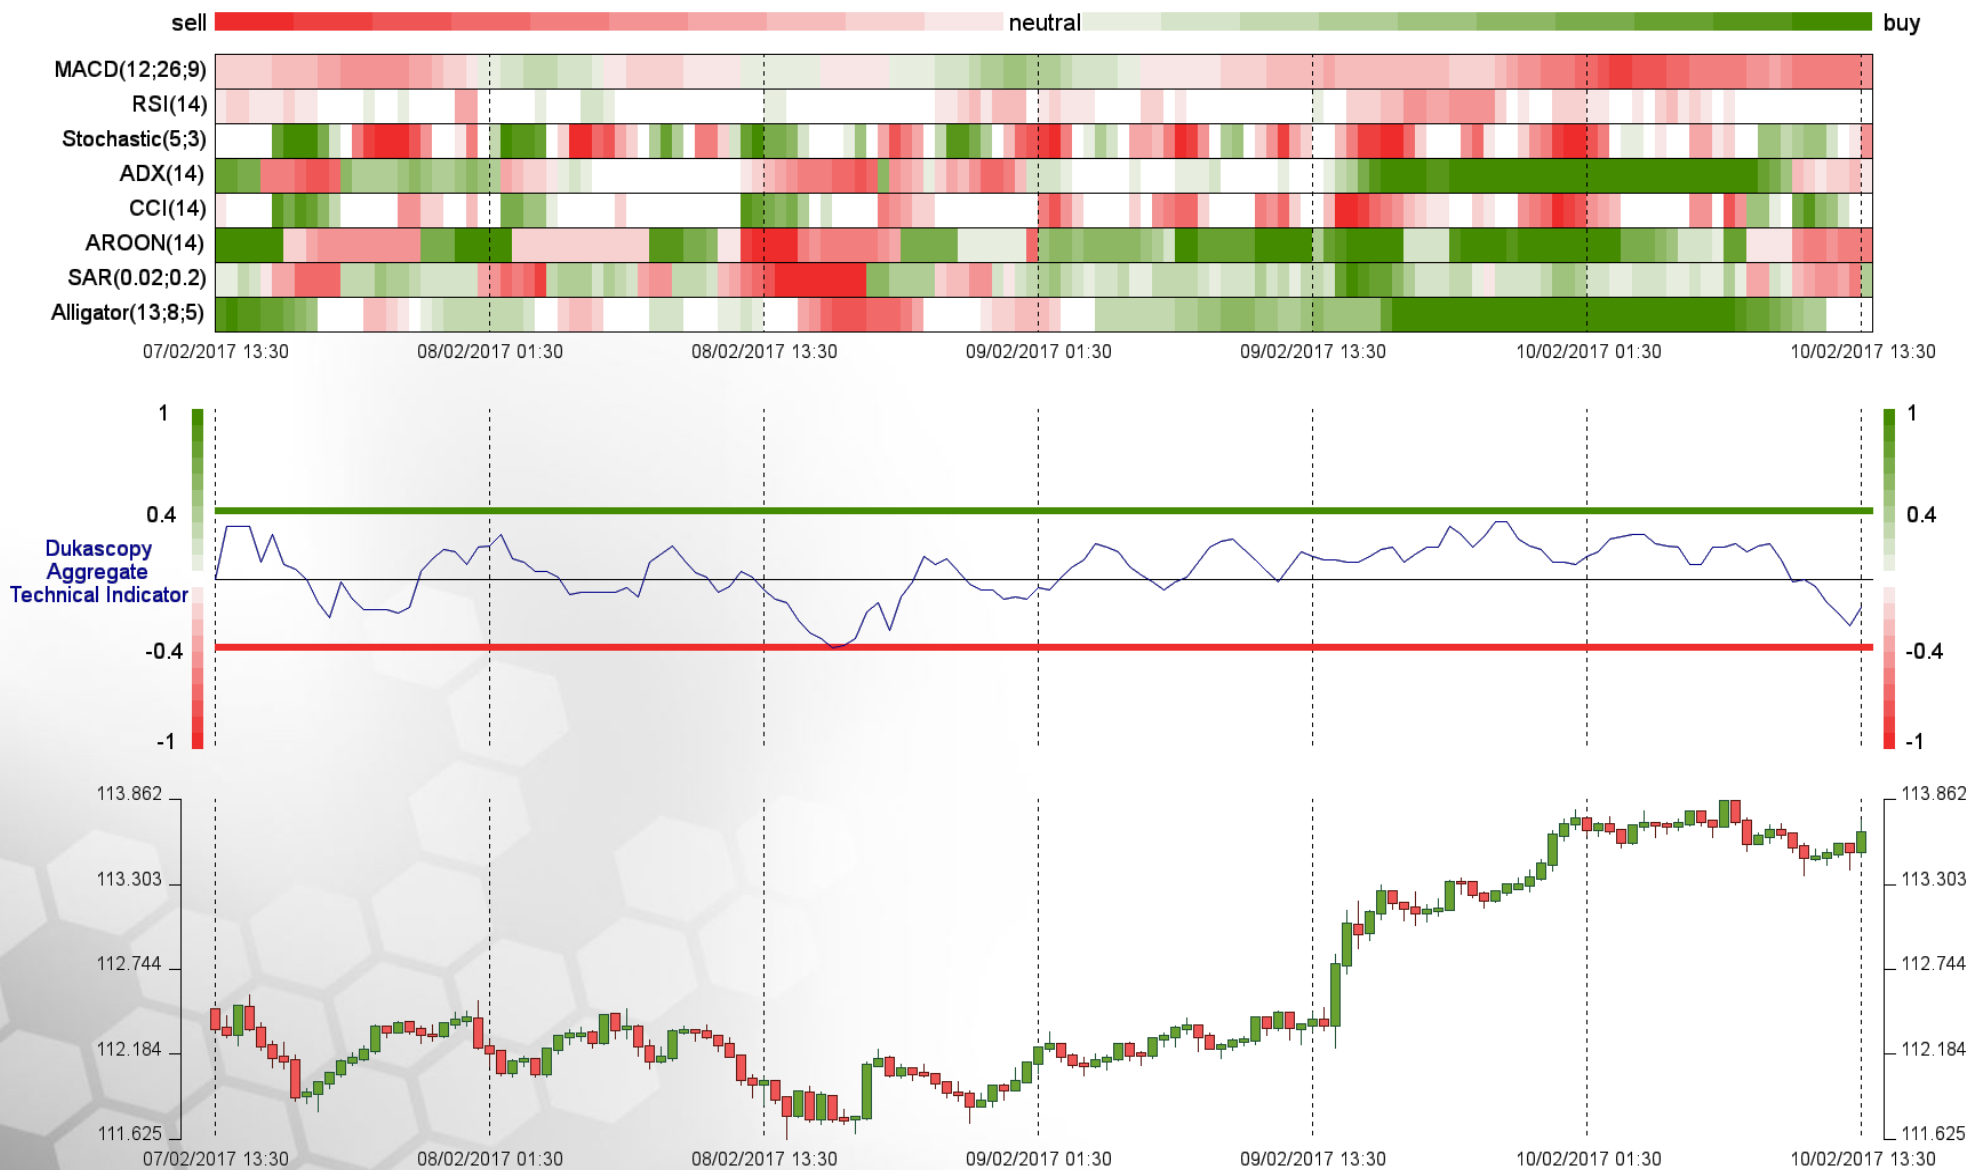 sell neutral buy
MACD(12;26;9)
RSI(14)
Stochastic(5;3)
ADX(14)
CCI(14)
AROON(14)
SAR(0.02;0.2)
Alligator(13;8;5)
07/02/2017 13:30 08/02/2017 01:30 08/02/2017 13:30 09/02/2017 01:30 09/02/2017 13:30 10/02/2017 01:30 10/02/2017 13:30
1 1
0.4 0.4
Dukascopy
Aggregate
Technical Indicator
-0.4 -0.4
-1 -1
113.862 113.862
113.303 113.303
112.744 112.744
112.184 112.184
111.625 111.625
07/02/2017 13:30 08/02/2017 01:30 08/02/2017 13:30 09/02/2017 01:30 09/02/2017 13:30 10/02/2017 01:30 10/02/2017 13:30